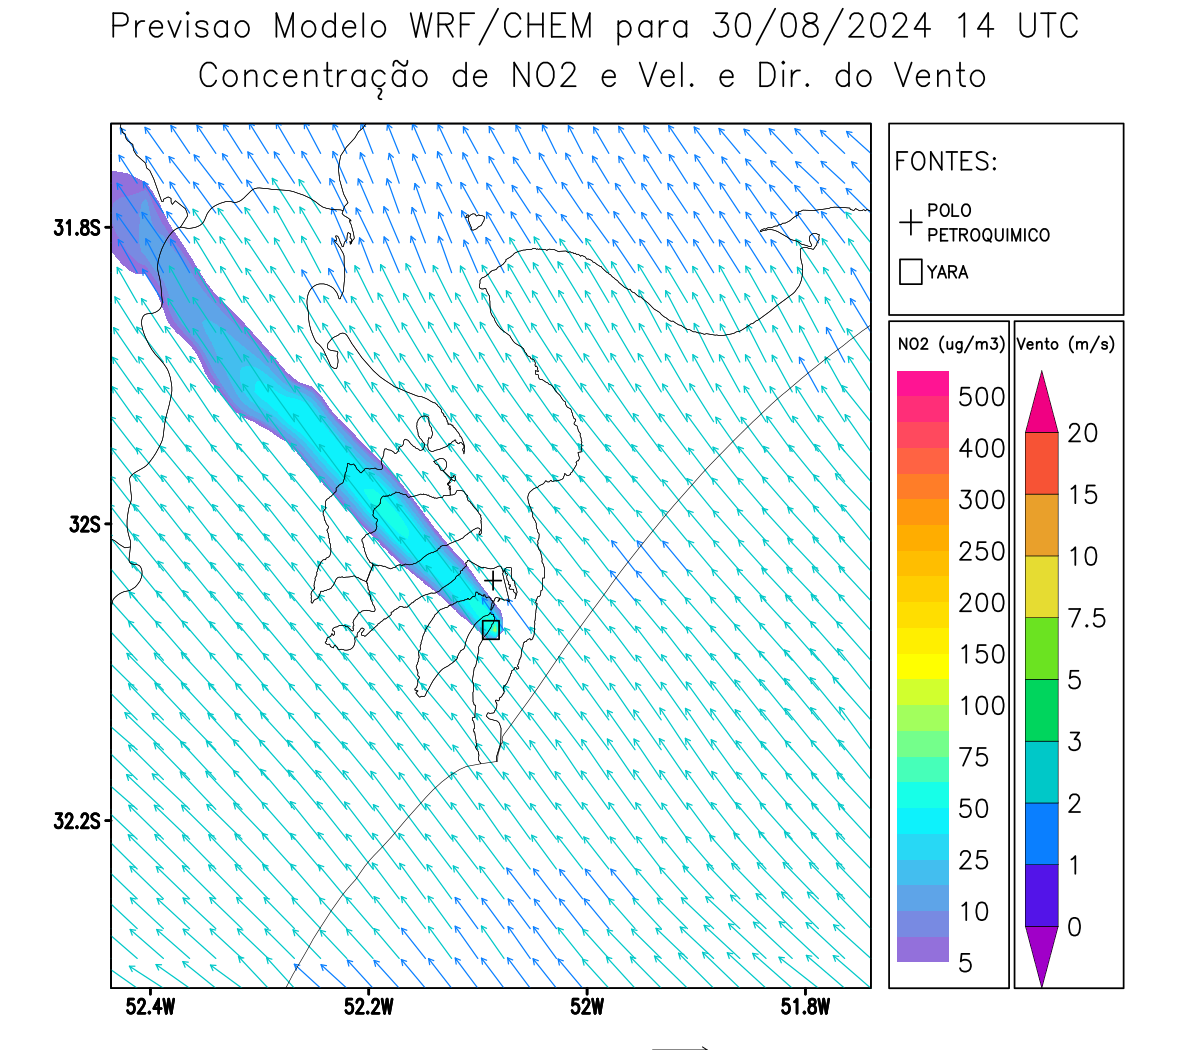 Previsao Modelo WRF/CHEM para 30/08/2024 14 UTC
Concentração de NO2 e Vel. e Dir. do Vento
FONTES:
POLO
PETROQUIMICO
YARA
NO2 (ug/m3)
500
400
300
250
200
150
100
75
50
25
10
5
Vento (m/s)
20
15
10
7.5
5
3
2
1
0
31.8S
32S
32.2S
52.4W
52.2W
52W
51.8W